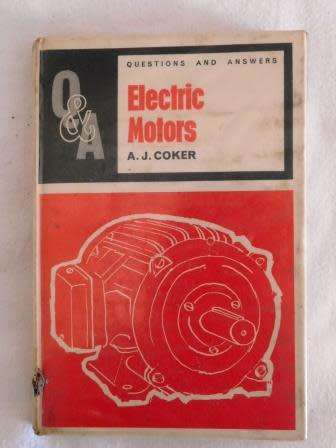 Q
&
A
QUESTIONS AND ANSWERS
Electric
Motors
A. J. COKER